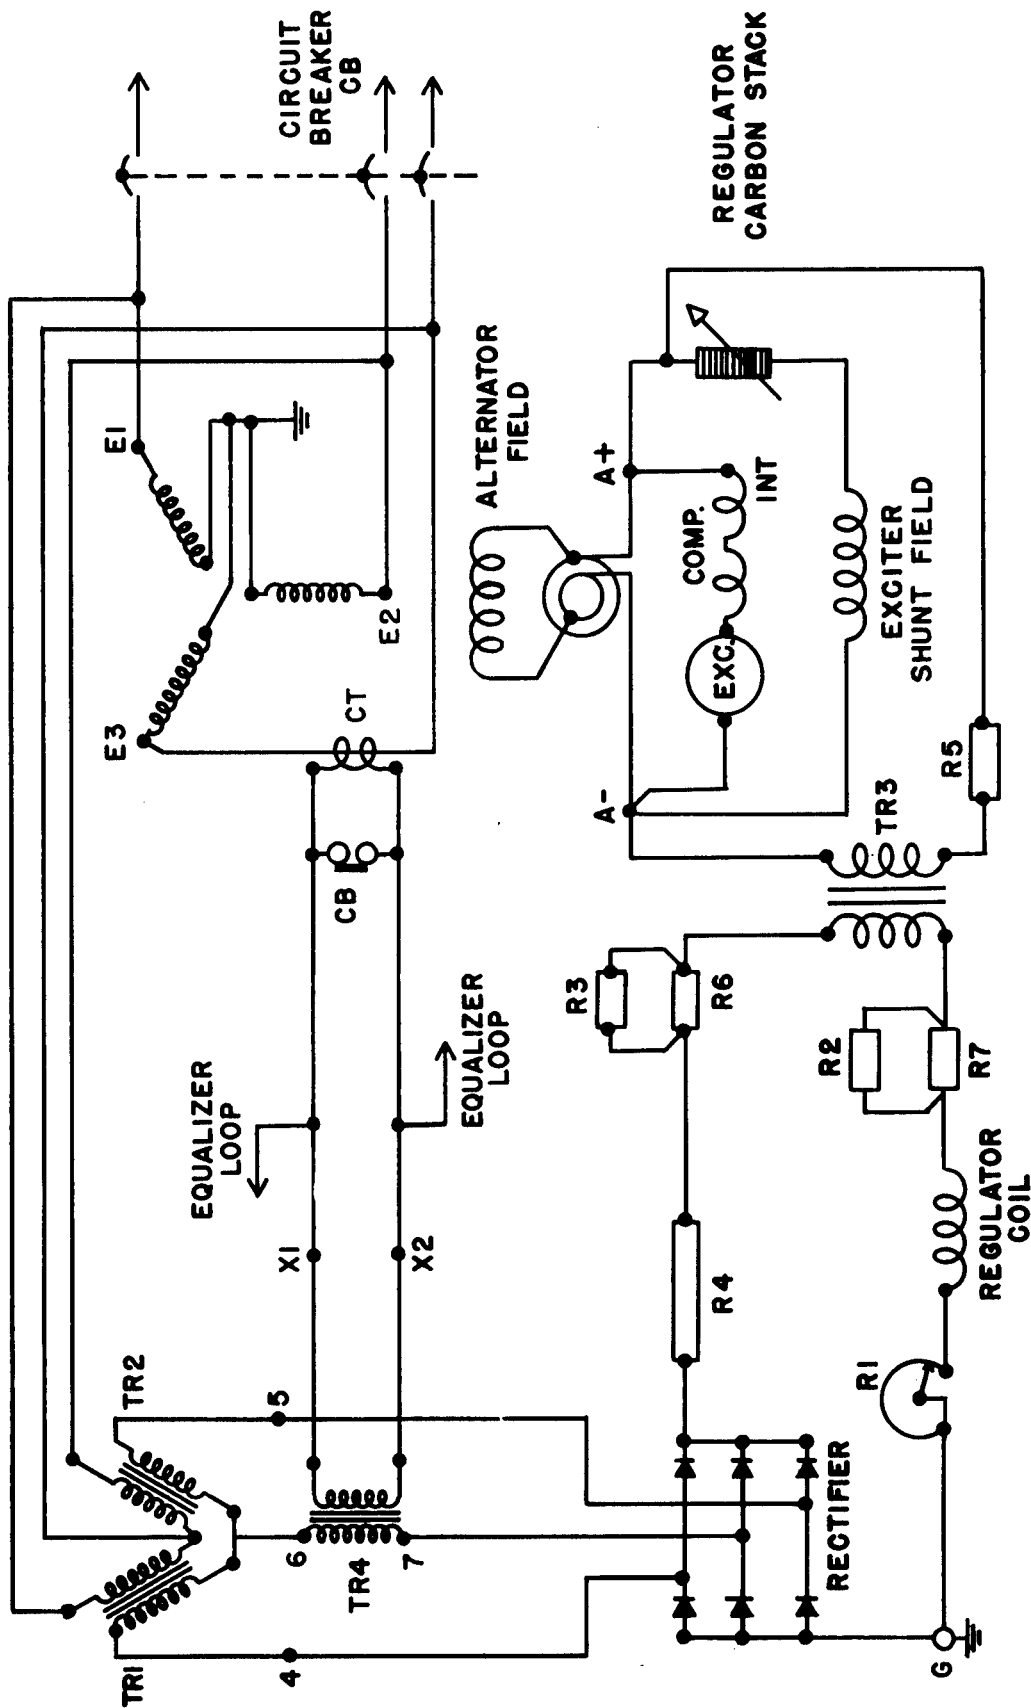 CIRCUIT
BREAKER
CB
REGULATOR
CARBON STACK
E1
E2
E3
CT
CB
ALTERNATOR
FIELD
A+
A-
INT
COMP.
EXC.
EXCITER
SHUNT FIELD
R5
TR3
EQUALIZER
LOOP
EQUALIZER
LOOP
R3
R6
R2
R7
X1
X2
R4
REGULATOR
COIL
R1
TR2
5
6
7
TR4
TR1
4
RECTIFIER
G